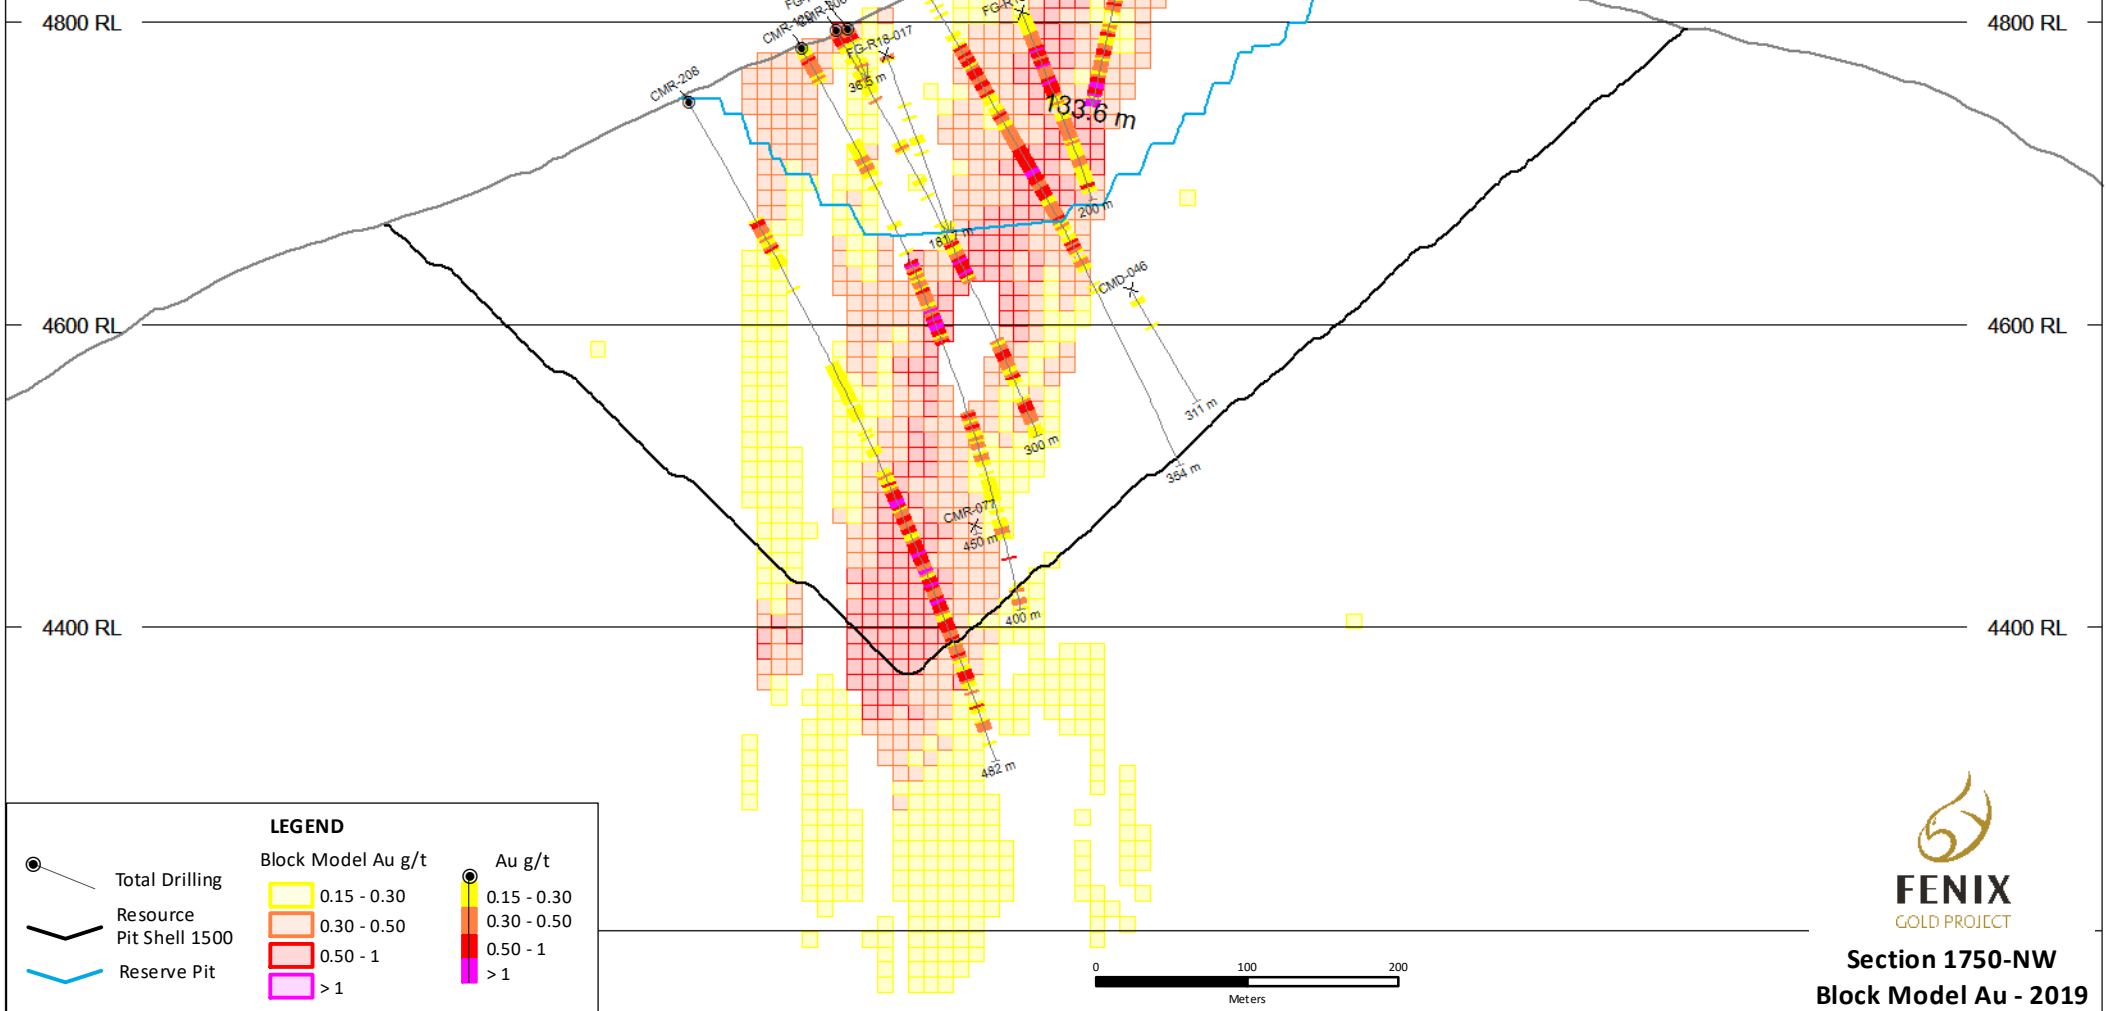 4800 RL
4800 RL
CMR-208
FG-R18-017
36.5 m
133.6 m
200 m
CMD-046
4600 RL
4600 RL
311 m
300 m
354 m
CMR-077
450 m
400 m
4400 RL
4400 RL
482 m
LEGEND
Total Drilling
Resource
Pit Shell 1500
Reserve Pit
Block Model Au g/t
0.15 - 0.30
0.30 - 0.50
0.50 - 1
> 1
Au g/t
0.15 - 0.30
0.30 - 0.50
0.50 - 1
> 1
0 100 200
Meters
FENIX
GOLD PROJECT
Section 1750-NW
Block Model Au - 2019